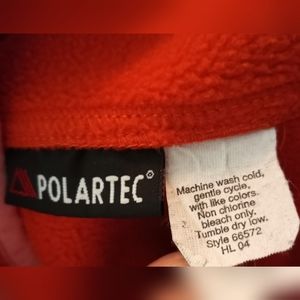 POLARTEC®
Machine wash cold,
gentle cycle,
with like colors.
Non chlorine
bleach only.
Tumble dry low.
Style 66572
HL 04